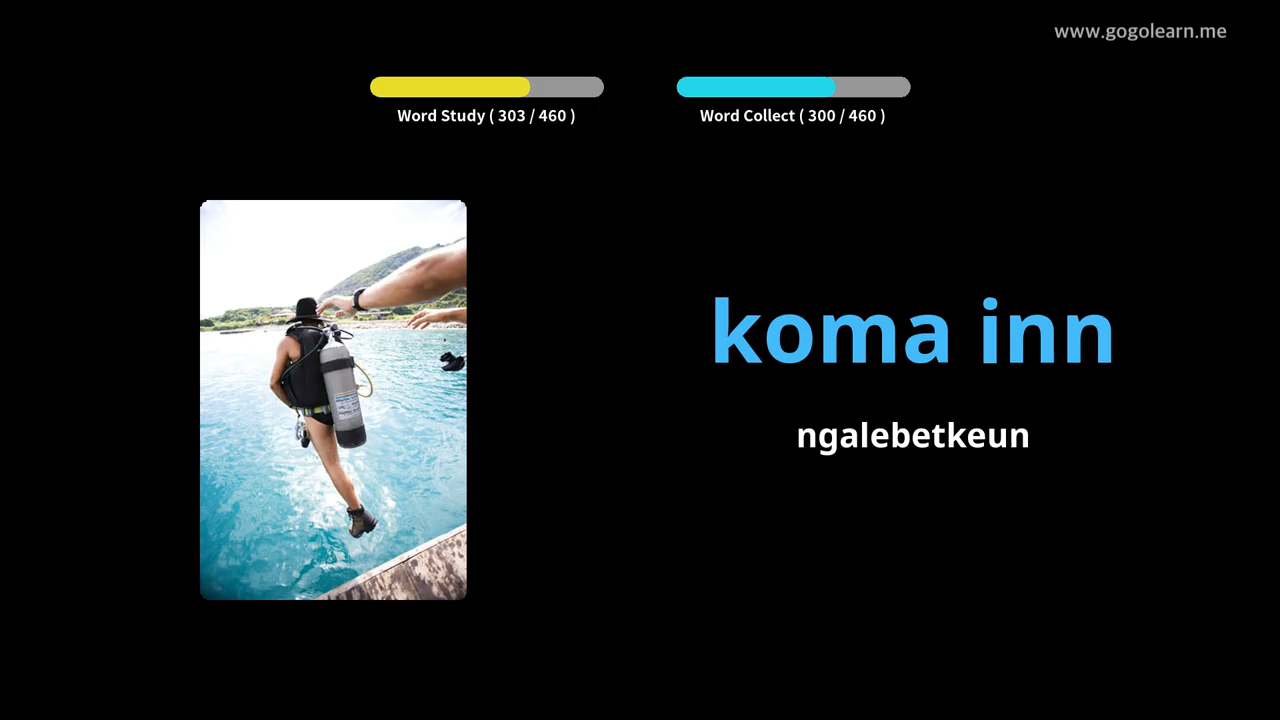 www.gogolearn.me
Word Study ( 303 / 460 )
Word Collect ( 300 / 460 )
koma inn
ngalebetkeun